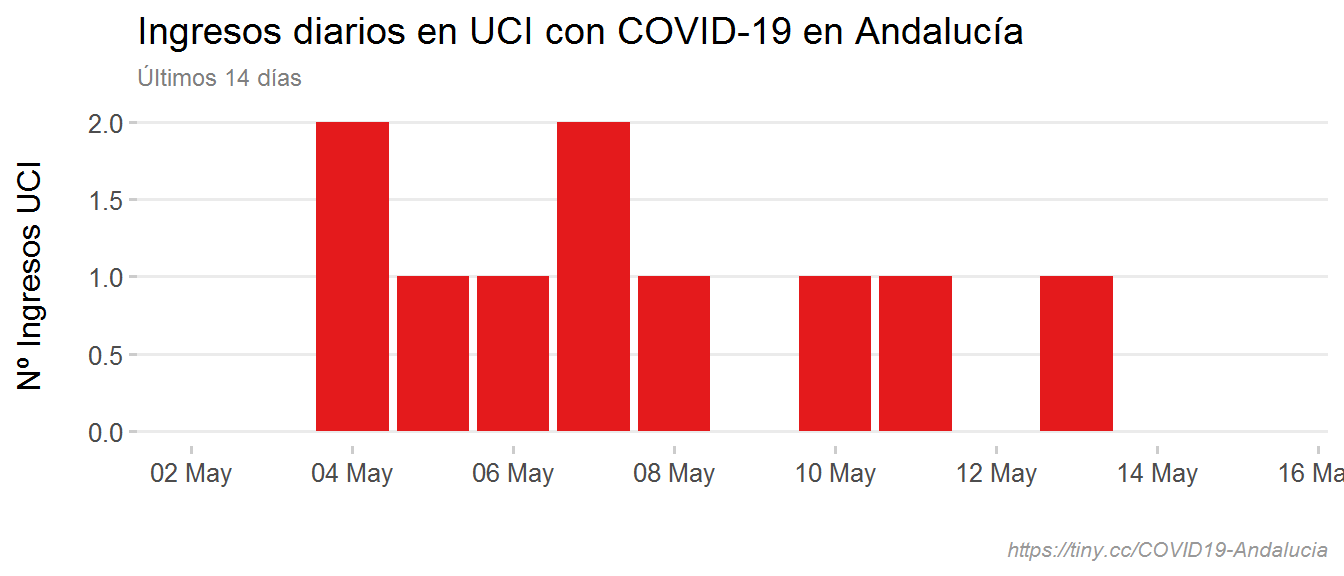 Ingresos diarios en UCI con COVID-19 en Andalucía
Últimos 14 días
Nº Ingresos UCI
2.0
1.5
1.0
0.5
0.0
02 May 04 May 06 May 08 May 10 May 12 May 14 May 16 Ma
https://tiny.cc/COVID19-Andalucia